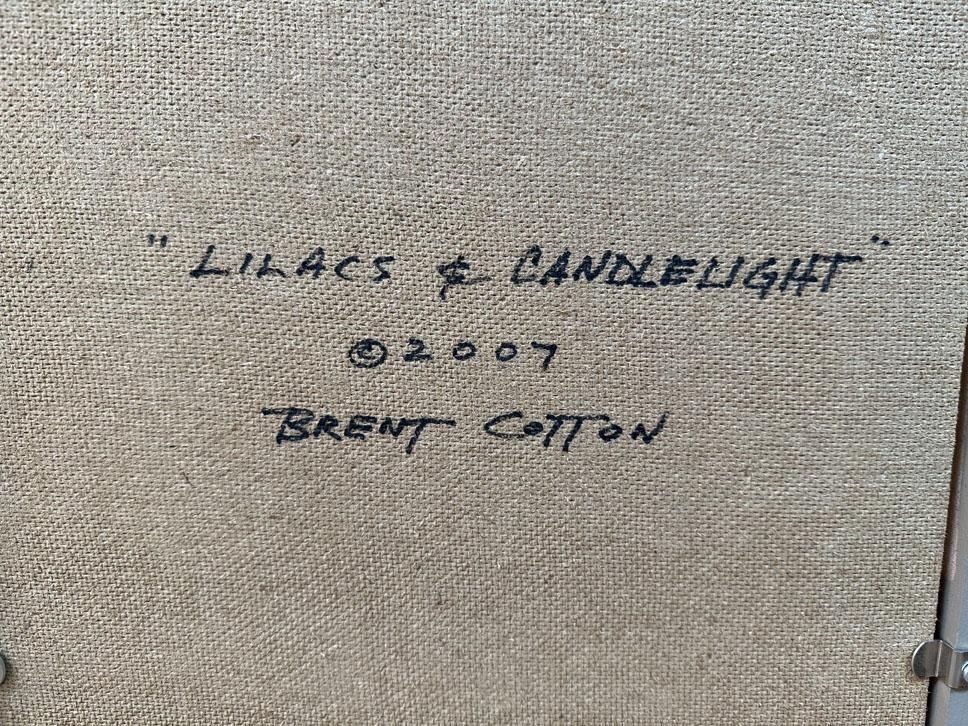 "LILACS & CANDLELIGHT"
©2007
BRENT COTTON